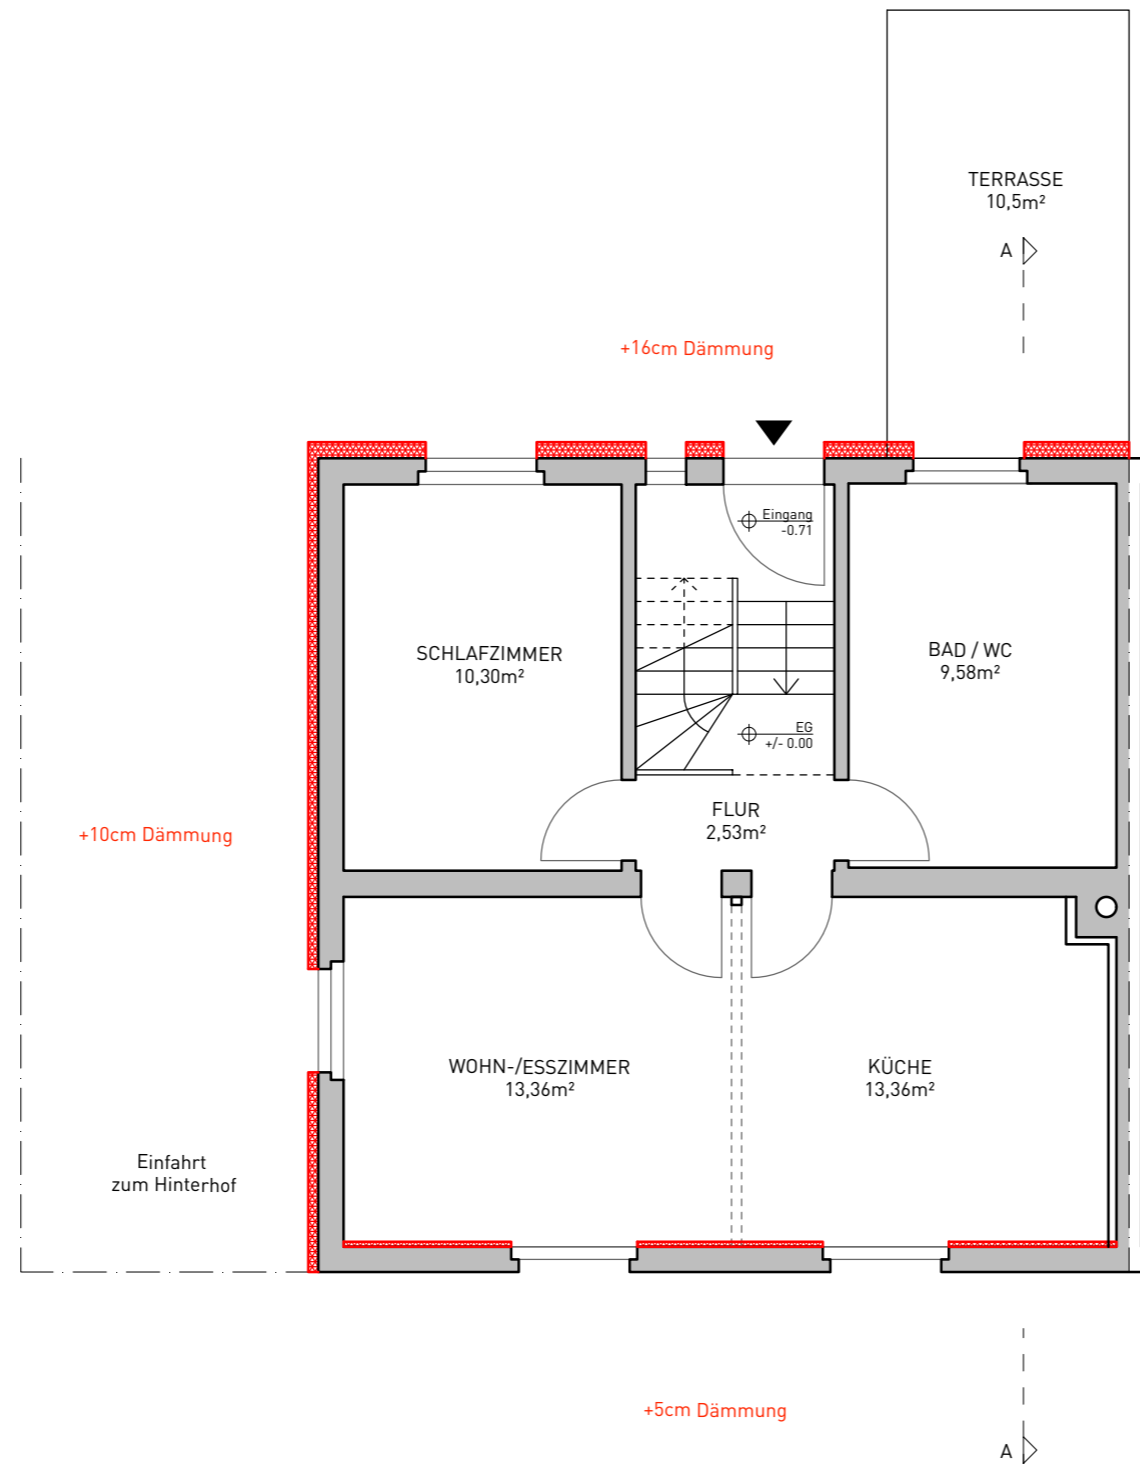 TERRASSE
10,5m²
A
+16cm Dämmung
Eingang
-0.71
SCHLAFZIMMER
10,30m²
BAD / WC
9,58m²
EG
+/- 0.00
FLUR
2,53m²
+10cm Dämmung
WOHN-/ESSZIMMER
13,36m²
KÜCHE
13,36m²
Einfahrt
zum Hinterhof
+5cm Dämmung
A